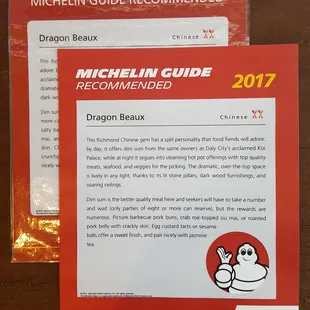 MICHELIN GUIDE RECOMMENDED
Dragon Beaux
Chinese
MICHELIN GUIDE
RECOMMENDED
2017
Dragon Beaux
Chinese
This Richmond Chinese gem has a split personality that food fiends will adore:
by day, it offers dim sum from the same owners as Daly City's acclaimed Koi
Palace, while at night it segues into steaming hot pot offerings with top quality
meats, seafood, and veggies for the picking. The dramatic, over-the-top space
is lively in any light, thanks to its fit stone pillars, dark wood furnishings, and
soaring ceilings.
Dim sum is the better quality meal here and seekers will have to take a number
and wait (only parties of eight or more can reserve), but the rewards are
numerous. Picture barbecue pork buns, crab roe-topped siu mai, or roasted
pork belly with crackly skin. Egg custard tarts or sesame
balls offer a sweet finish, and pair nicely with jasmine
tea.